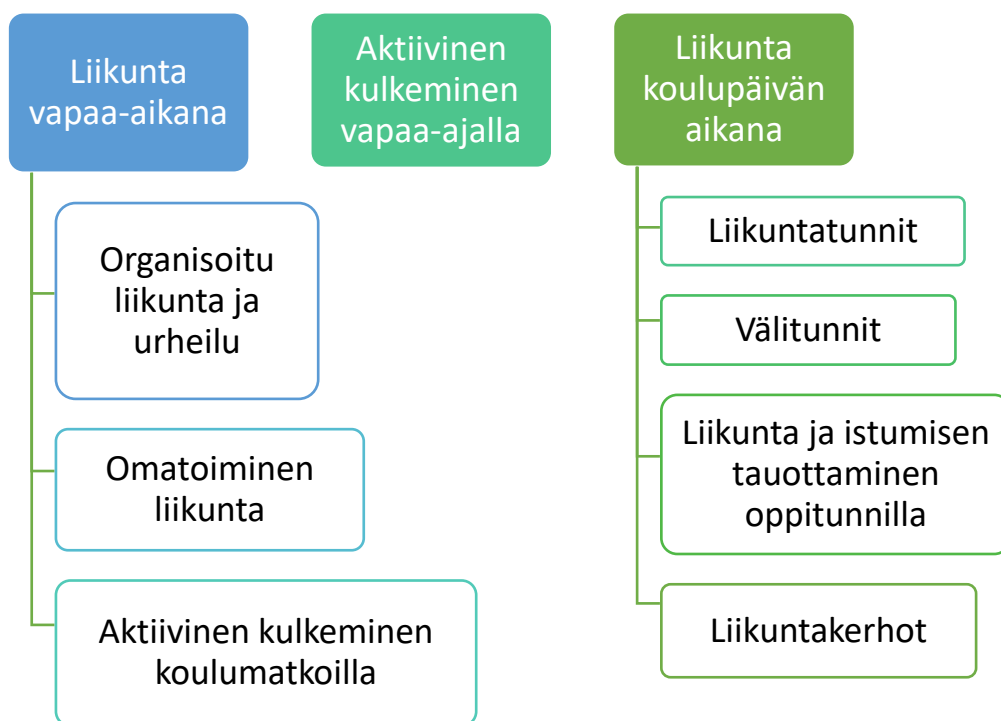 Liikunta
vapaa-aikana
Organisoitu
liikunta ja
urheilu
Omatoiminen
liikunta
Aktiivinen kulkeminen
koulumatkoilla
Aktiivinen
kulkeminen
vapaa-ajalla
Liikunta
koulupäivän
aikana
Liikuntatunnit
Välitunnit
Liikunta ja istumisen
tauottaminen
oppitunnilla
Liikuntakerhot